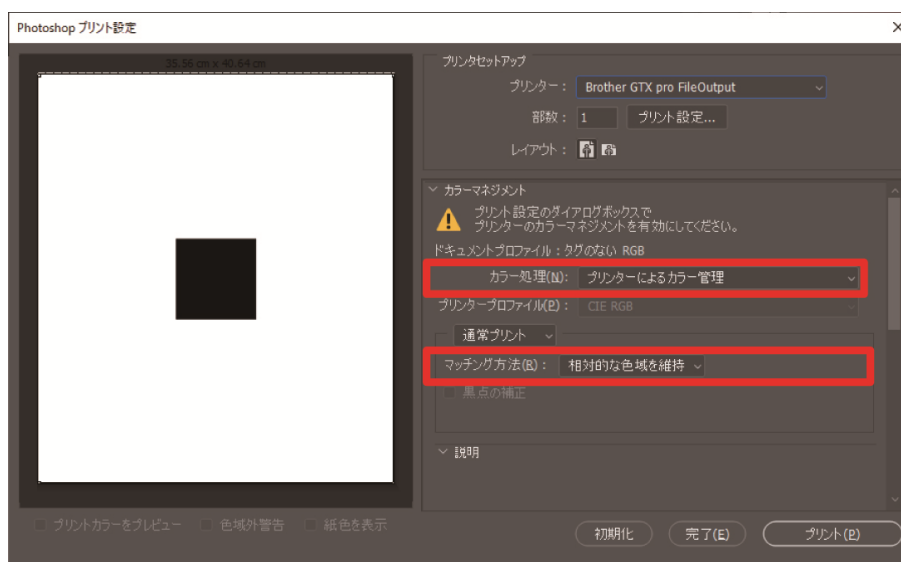 Photoshop プリント設定
35.56 cm x 40.64 cm
プリンタセットアップ
プリンター： Brother GTX pro FileOutput
部数： 1 プリント設定...
レイアウト：
カラーマネジメント
プリント設定のダイアログボックスで
プリンターのカラーマネジメントを有効にしてください。
ドキュメントプロファイル：タグのない RGB
カラー処理(N): プリンターによるカラー管理
プリンタープロファイル(P)： CIE RGB
通常プリント
マッチング方法(R)： 相対的な色域を維持
黒点の補正
説明
プリントカラーをプレビュー 色域外警告 紙色を表示
初期化 完了(E) プリント(P)